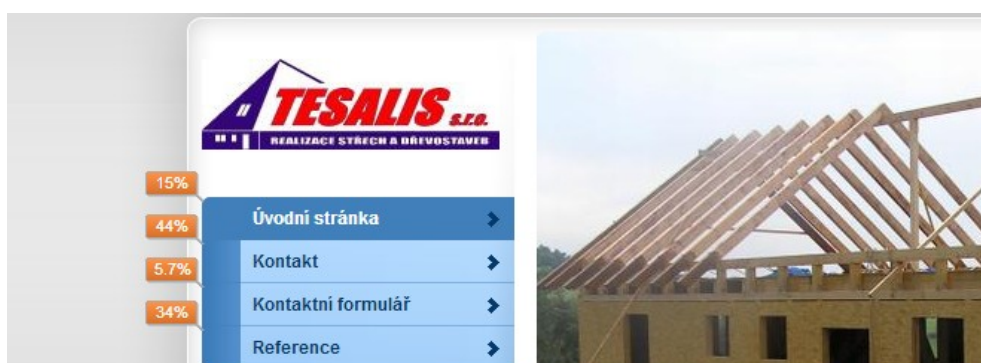 TESALIS s.r.o.
REALIZACE STŘECH A DŘEVOSTAVEB
15%
Úvodní stránka
44%
Kontakt
5.7%
Kontaktní formulář
34%
Reference